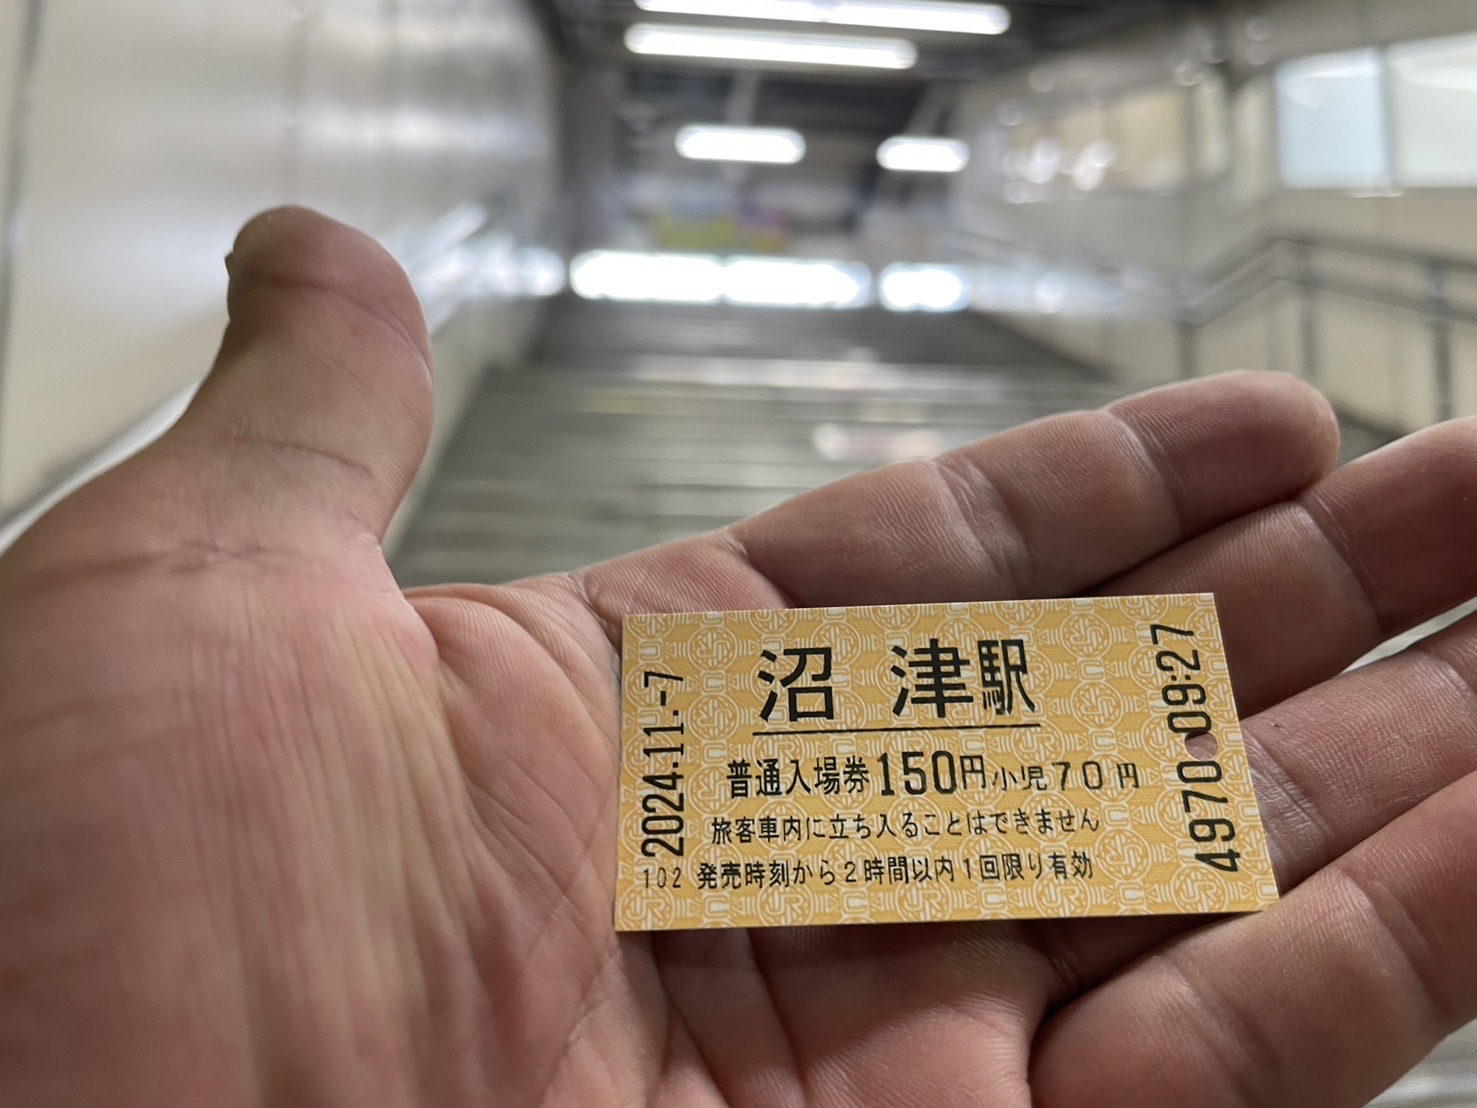 沼津駅
普通入場券150円小児70円
旅客車内に立ち入ることはできません
発売時刻から2時間以内1回限り有効
102
2024.11.-7
4970 09:27